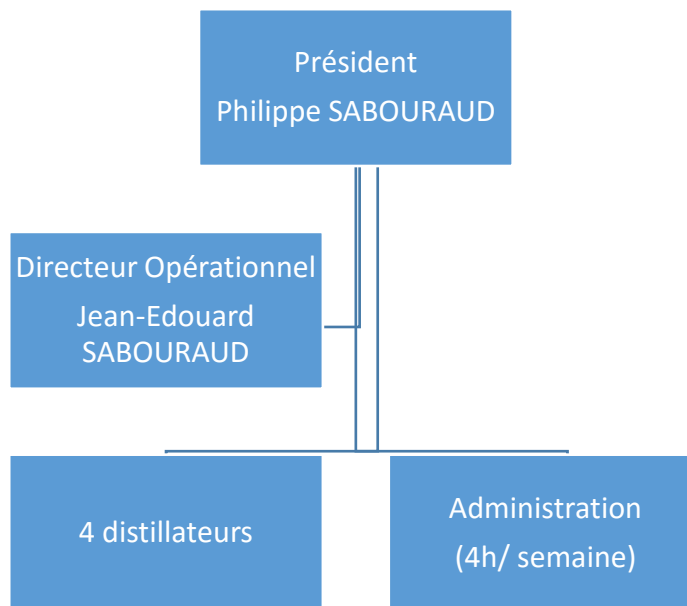 Président
Philippe SABOURAUD
Directeur Opérationnel
Jean-Edouard
SABOURAUD
4 distillateurs
Administration
(4h/ semaine)